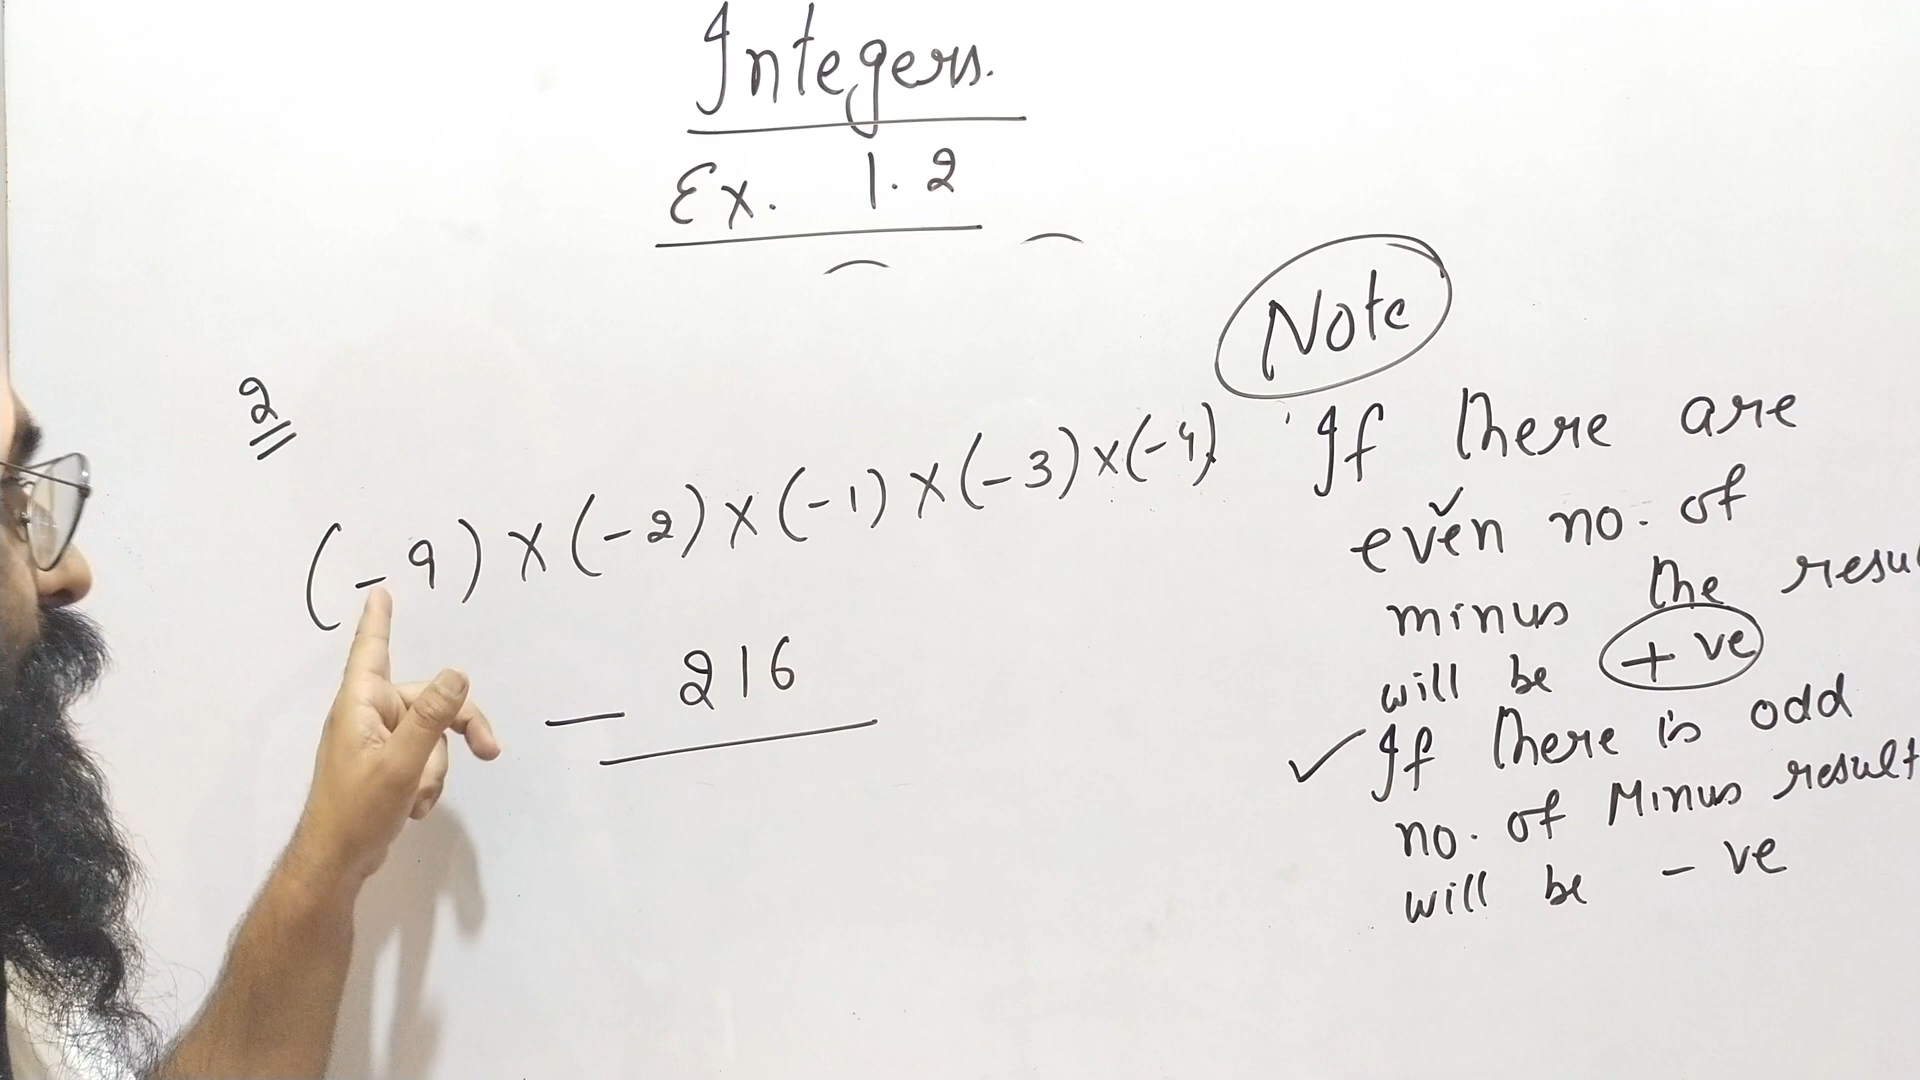 Integers.
Ex. 1.2
Note
2
(-9) × (-2) × (-1) × (-3) × (-4)
- 216
If there are
even no. of
minus the resul
will be +ve
✓ If there is odd
no. of Minus result
will be - ve